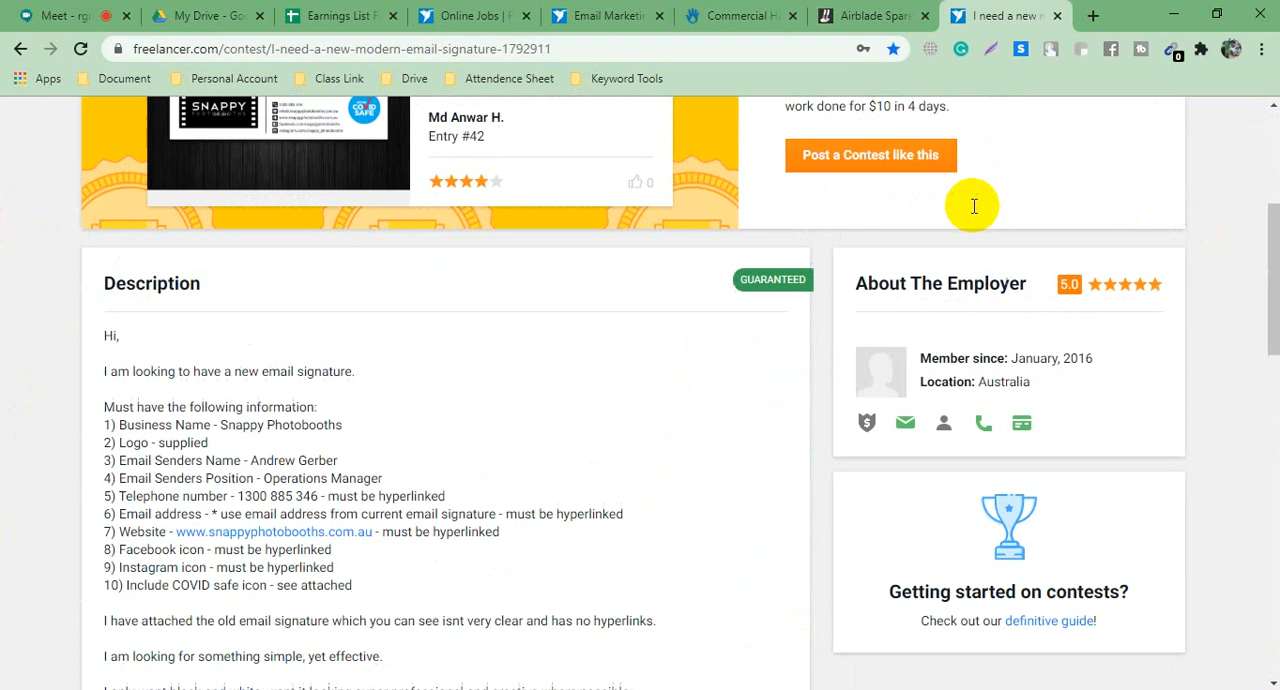 Meet - rg
My Drive - Go
Earnings List F
Online Jobs | F
Email Marketi
Commercial H
Airblade Spare
I need a new m
freelancer.com/contest/I-need-a-new-modern-email-signature-1792911
Apps
Document
Personal Account
Class Link
Drive
Attendence Sheet
Keyword Tools
SNAPPY
COVID
SAFE
Md Anwar H.
Entry #42
0
work done for $10 in 4 days.
Post a Contest like this
Description
GUARANTEED
Hi,
I am looking to have a new email signature.
Must have the following information:
1) Business Name - Snappy Photobooths
2) Logo - supplied
3) Email Senders Name - Andrew Gerber
4) Email Senders Position - Operations Manager
5) Telephone number - 1300 885 346 - must be hyperlinked
6) Email address - * use email address from current email signature - must be hyperlinked
7) Website - www.snappyphotobooths.com.au - must be hyperlinked
8) Facebook icon - must be hyperlinked
9) Instagram icon - must be hyperlinked
10) Include COVID safe icon - see attached
I have attached the old email signature which you can see isnt very clear and has no hyperlinks.
I am looking for something simple, yet effective.
About The Employer
5.0
Member since: January, 2016
Location: Australia
Getting started on contests?
Check out our definitive guide!